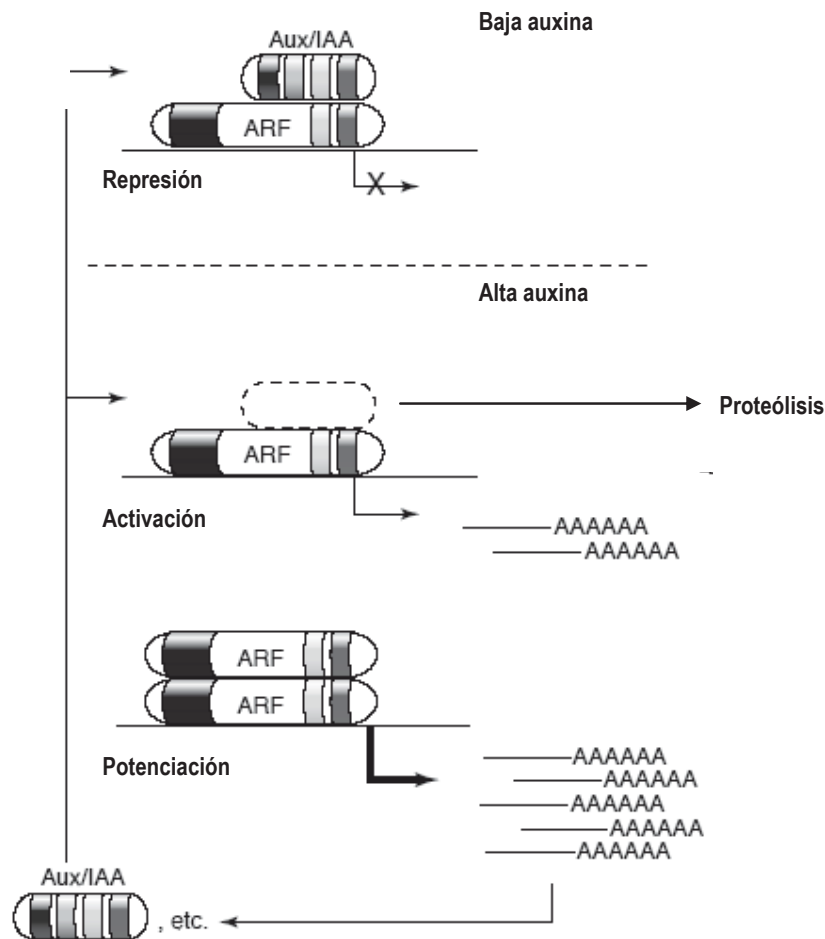 Baja auxina
Aux/IAA
ARF
X
Represión
Alta auxina
Proteólisis
ARF
Activación
AAAAAA
AAAAAA
ARF
ARF
Potenciación
AAAAAA
AAAAAA
AAAAAA
AAAAAA
AAAAAA
Aux/IAA
, etc.